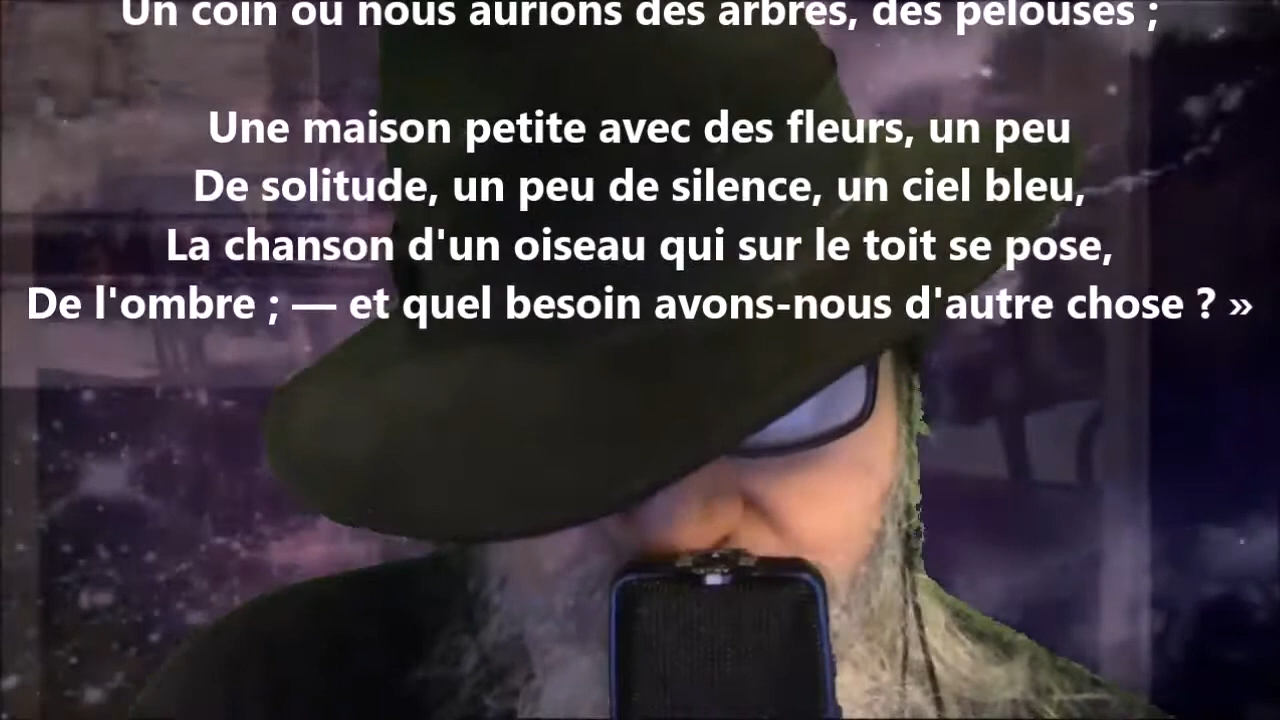 Un coin où nous aurions des arbres, des pelouses ;
Une maison petite avec des fleurs, un peu
De solitude, un peu de silence, un ciel bleu,
La chanson d'un oiseau qui sur le toit se pose,
De l'ombre ; — et quel besoin avons-nous d'autre chose ? »